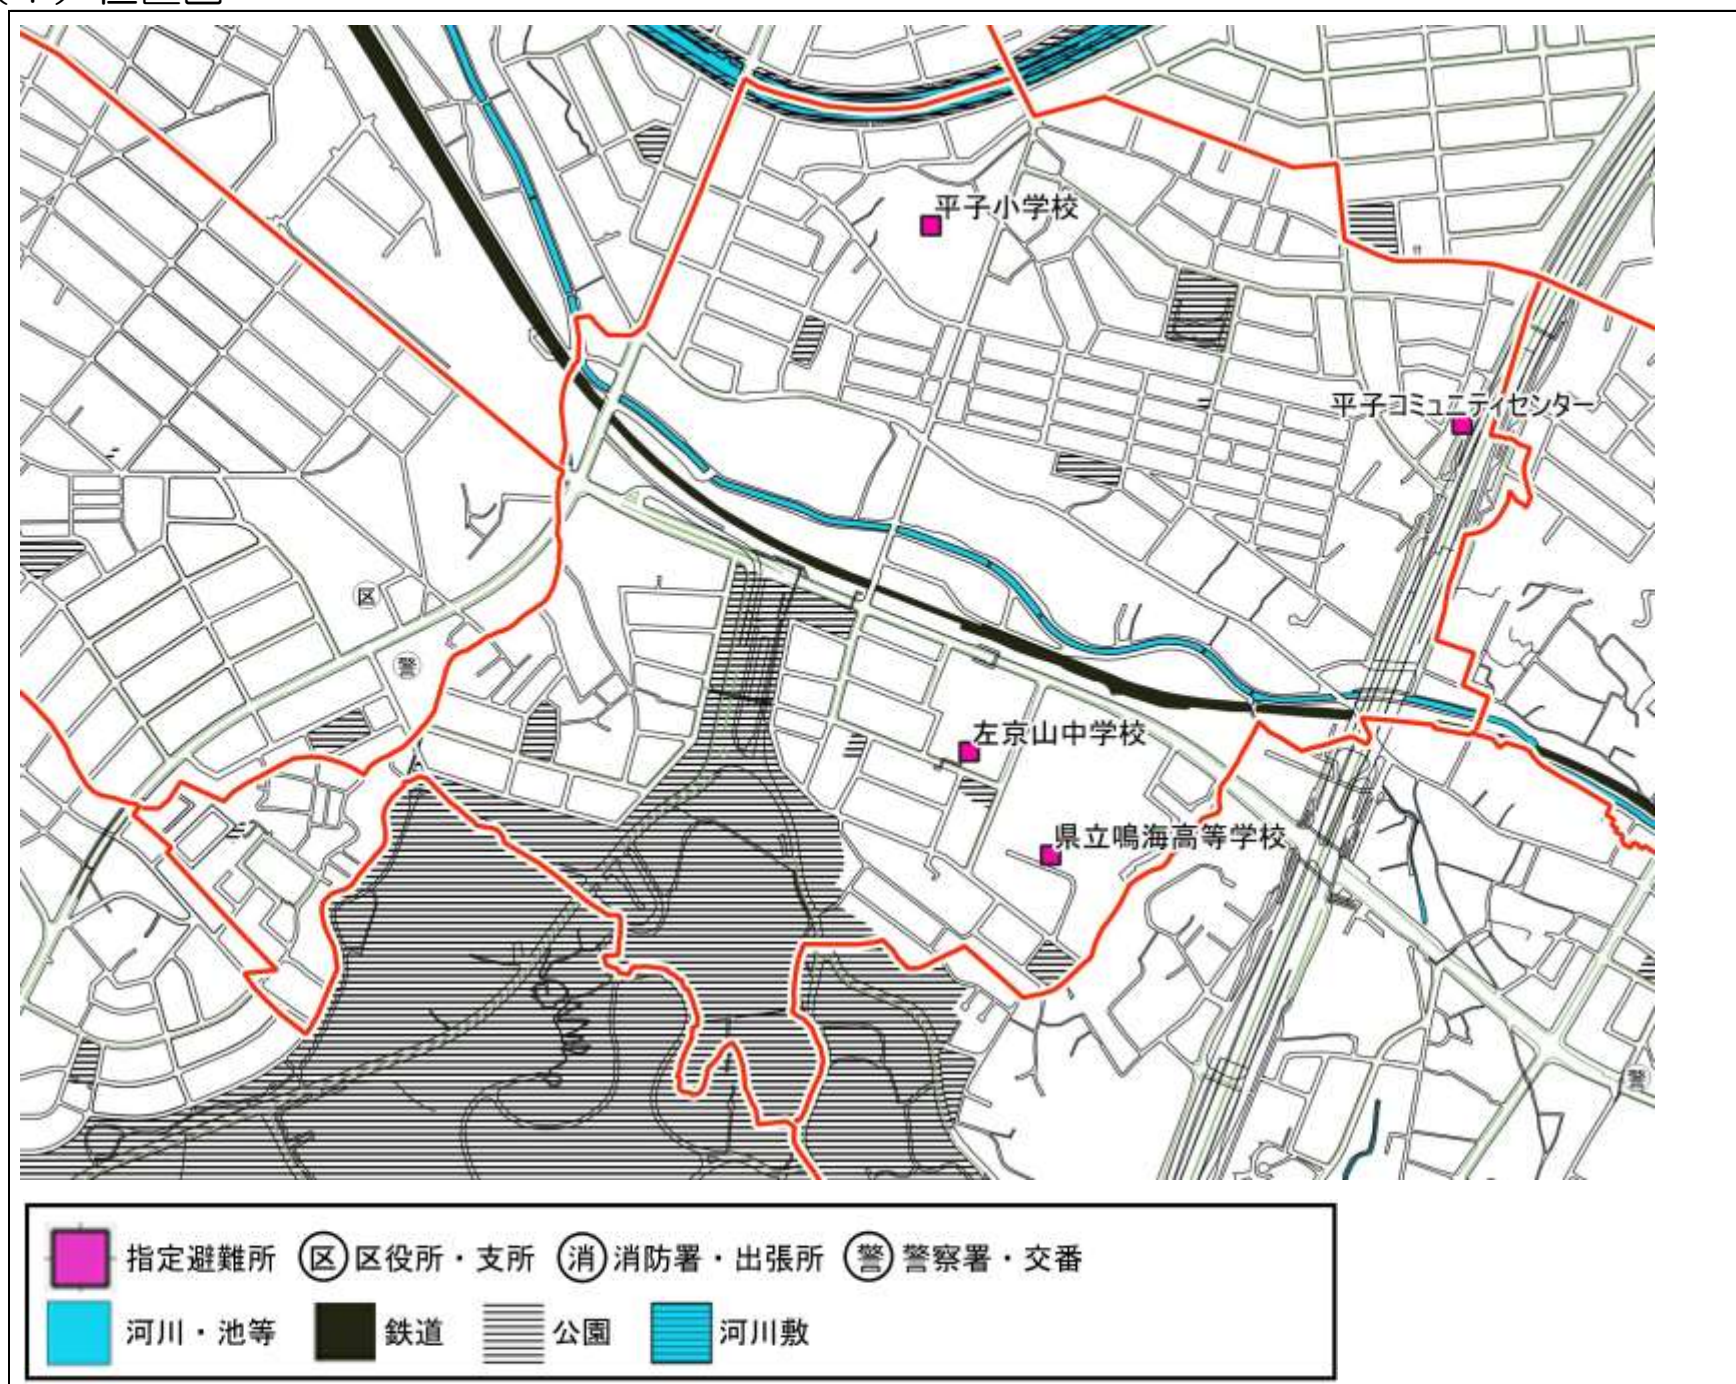 平子小学校
平子コミュニティセンター
区
警
左京山中学校
県立鳴海高等学校
警
指定避難所 区 区役所・支所 消 消防署・出張所 警 警察署・交番
河川・池等 鉄道 公園 河川敷